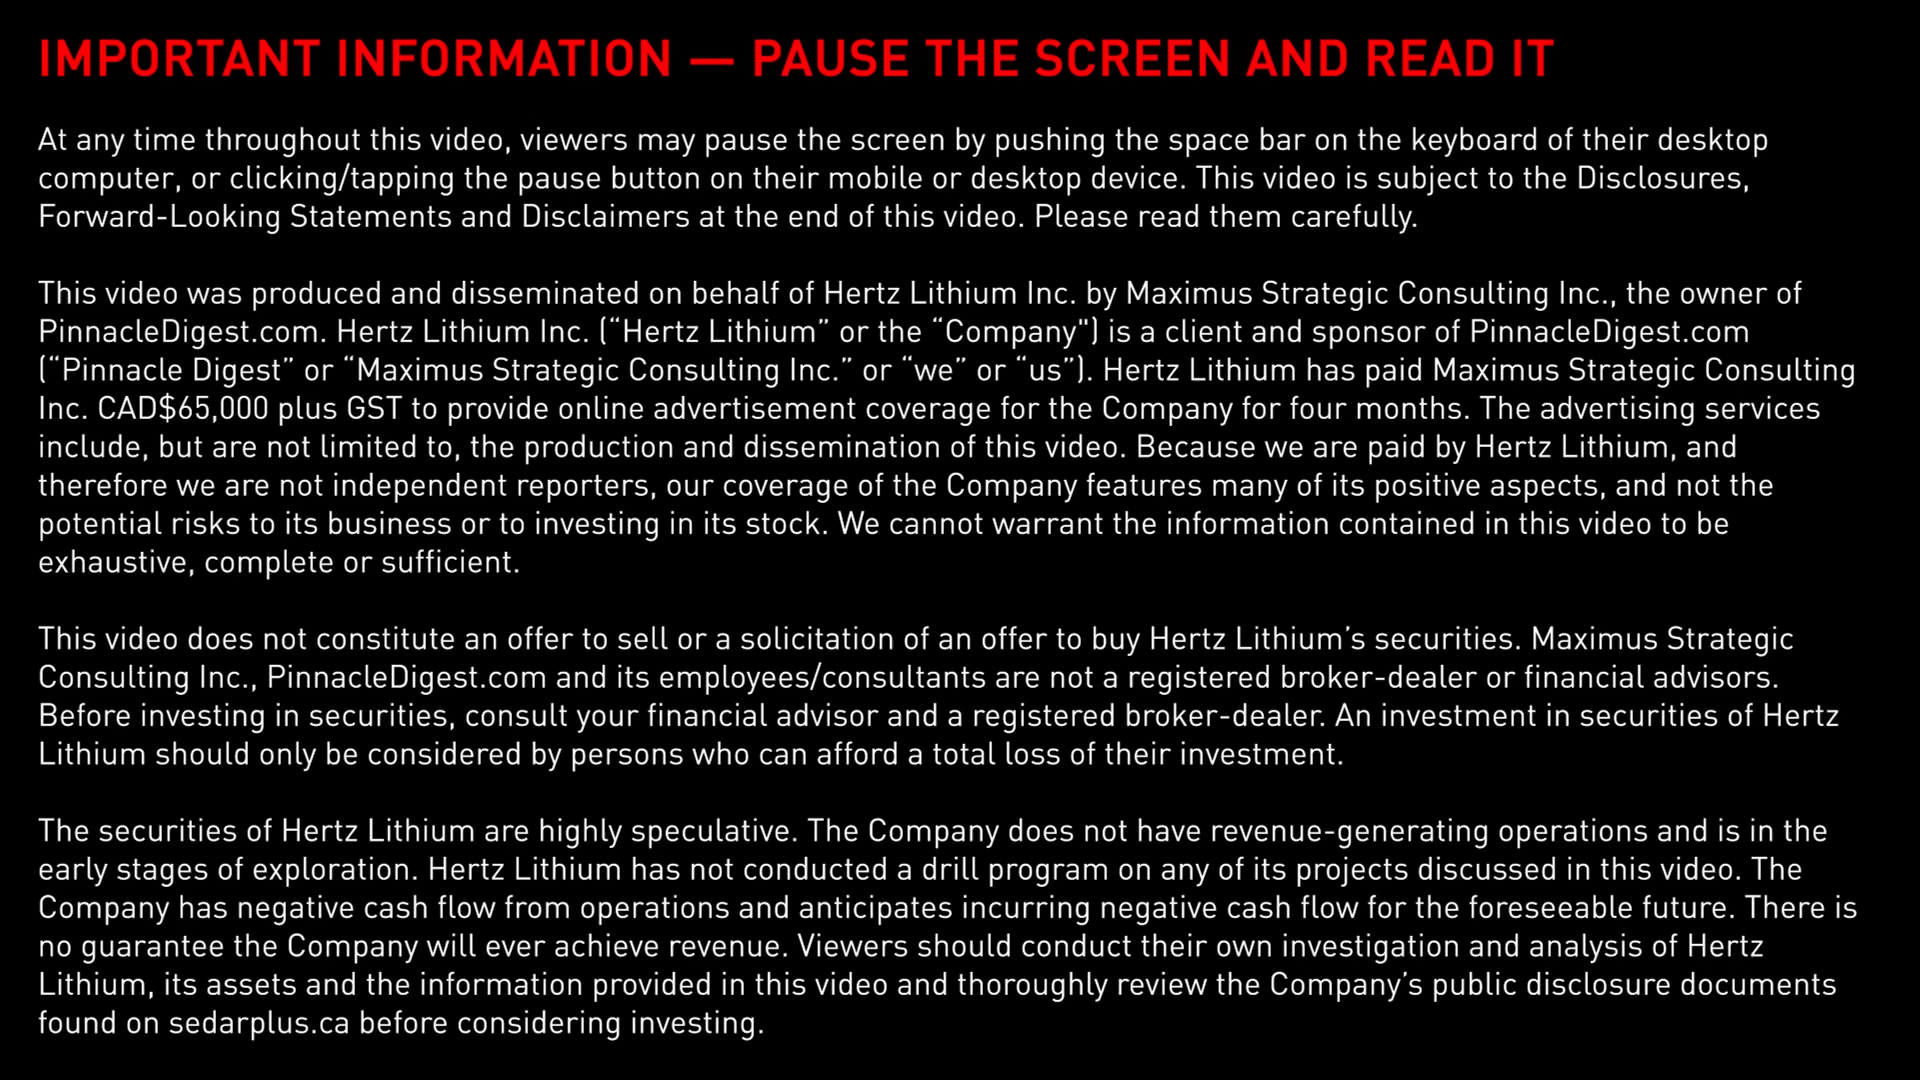 IMPORTANT INFORMATION — PAUSE THE SCREEN AND READ IT
At any time throughout this video, viewers may pause the screen by pushing the space bar on the keyboard of their desktop
computer, or clicking/tapping the pause button on their mobile or desktop device. This video is subject to the Disclosures,
Forward-Looking Statements and Disclaimers at the end of this video. Please read them carefully.
This video was produced and disseminated on behalf of Hertz Lithium Inc. by Maximus Strategic Consulting Inc., the owner of
PinnacleDigest.com. Hertz Lithium Inc. (“Hertz Lithium” or the “Company") is a client and sponsor of PinnacleDigest.com
(“Pinnacle Digest” or “Maximus Strategic Consulting Inc.” or “we” or “us”). Hertz Lithium has paid Maximus Strategic Consulting
Inc. CAD$65,000 plus GST to provide online advertisement coverage for the Company for four months. The advertising services
include, but are not limited to, the production and dissemination of this video. Because we are paid by Hertz Lithium, and
therefore we are not independent reporters, our coverage of the Company features many of its positive aspects, and not the
potential risks to its business or to investing in its stock. We cannot warrant the information contained in this video to be
exhaustive, complete or sufficient.
This video does not constitute an offer to sell or a solicitation of an offer to buy Hertz Lithium’s securities. Maximus Strategic
Consulting Inc., PinnacleDigest.com and its employees/consultants are not a registered broker-dealer or financial advisors.
Before investing in securities, consult your financial advisor and a registered broker-dealer. An investment in securities of Hertz
Lithium should only be considered by persons who can afford a total loss of their investment.
The securities of Hertz Lithium are highly speculative. The Company does not have revenue-generating operations and is in the
early stages of exploration. Hertz Lithium has not conducted a drill program on any of its projects discussed in this video. The
Company has negative cash flow from operations and anticipates incurring negative cash flow for the foreseeable future. There is
no guarantee the Company will ever achieve revenue. Viewers should conduct their own investigation and analysis of Hertz
Lithium, its assets and the information provided in this video and thoroughly review the Company’s public disclosure documents
found on sedarplus.ca before considering investing.